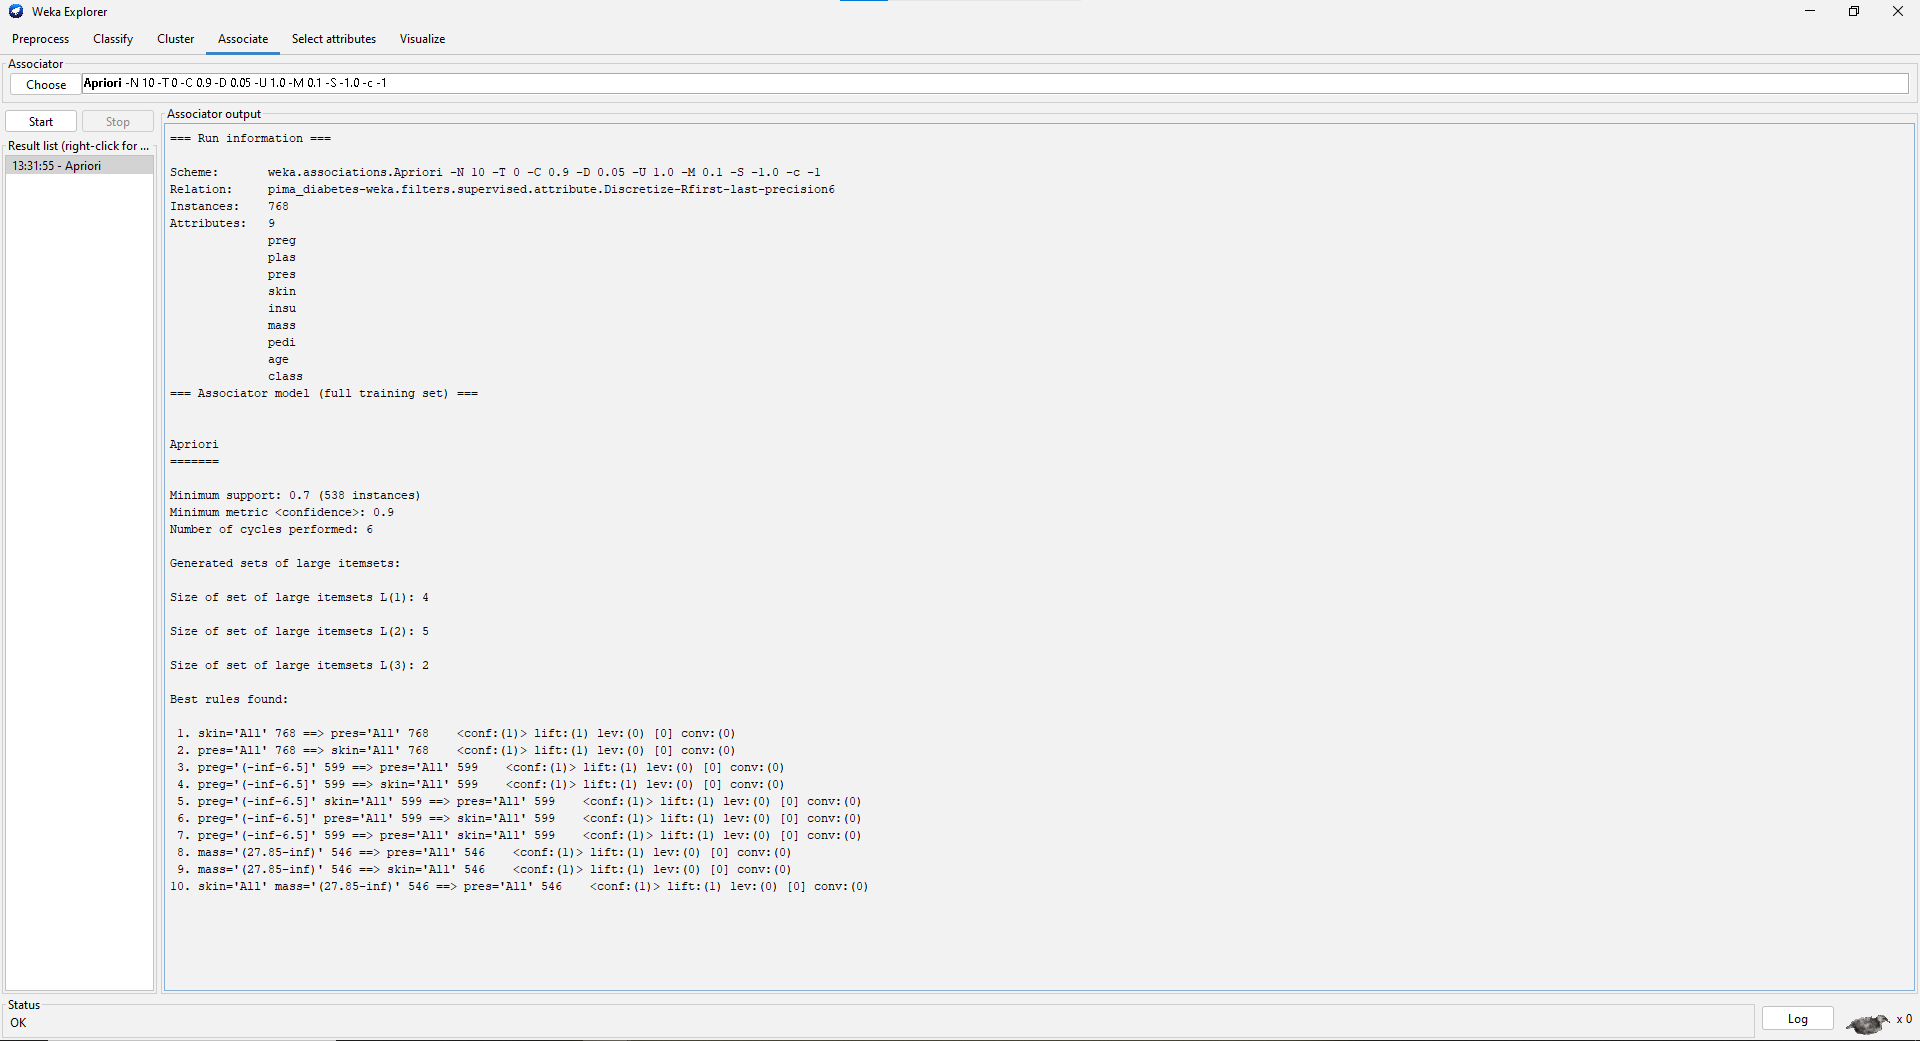 Weka Explorer
Preprocess Classify Cluster Associate Select attributes Visualize
Associator
Choose Apriori -N 10 -T 0 -C 0.9 -D 0.05 -U 1.0 -M 0.1 -S -1.0 -c -1
Start Stop
Result list (right-click for ...
13:31:55 - Apriori
Associator output
=== Run information ===
Scheme: weka.associations.Apriori -N 10 -T 0 -C 0.9 -D 0.05 -U 1.0 -M 0.1 -S -1.0 -c -1
Relation: pima_diabetes-weka.filters.supervised.attribute.Discretize-Rfirst-last-precision6
Instances: 768
Attributes: 9
preg
plas
pres
skin
insu
mass
pedi
age
class
=== Associator model (full training set) ===
Apriori
=======
Minimum support: 0.7 (538 instances)
Minimum metric <confidence>: 0.9
Number of cycles performed: 6
Generated sets of large itemsets:
Size of set of large itemsets L(1): 4
Size of set of large itemsets L(2): 5
Size of set of large itemsets L(3): 2
Best rules found:
1. skin='All' 768 ==> pres='All' 768 <conf:(1)> lift:(1) lev:(0) [0] conv:(0)
2. pres='All' 768 ==> skin='All' 768 <conf:(1)> lift:(1) lev:(0) [0] conv:(0)
3. preg='(-inf-6.5]' 599 ==> pres='All' 599 <conf:(1)> lift:(1) lev:(0) [0] conv:(0)
4. preg='(-inf-6.5]' 599 ==> skin='All' 599 <conf:(1)> lift:(1) lev:(0) [0] conv:(0)
5. preg='(-inf-6.5]' skin='All' 599 ==> pres='All' 599 <conf:(1)> lift:(1) lev:(0) [0] conv:(0)
6. preg='(-inf-6.5]' pres='All' 599 ==> skin='All' 599 <conf:(1)> lift:(1) lev:(0) [0] conv:(0)
7. preg='(-inf-6.5]' 599 ==> pres='All' skin='All' 599 <conf:(1)> lift:(1) lev:(0) [0] conv:(0)
8. mass='(27.85-inf)' 546 ==> pres='All' 546 <conf:(1)> lift:(1) lev:(0) [0] conv:(0)
9. mass='(27.85-inf)' 546 ==> skin='All' 546 <conf:(1)> lift:(1) lev:(0) [0] conv:(0)
10. skin='All' mass='(27.85-inf)' 546 ==> pres='All' 546 <conf:(1)> lift:(1) lev:(0) [0] conv:(0)
Status
OK
Log x 0